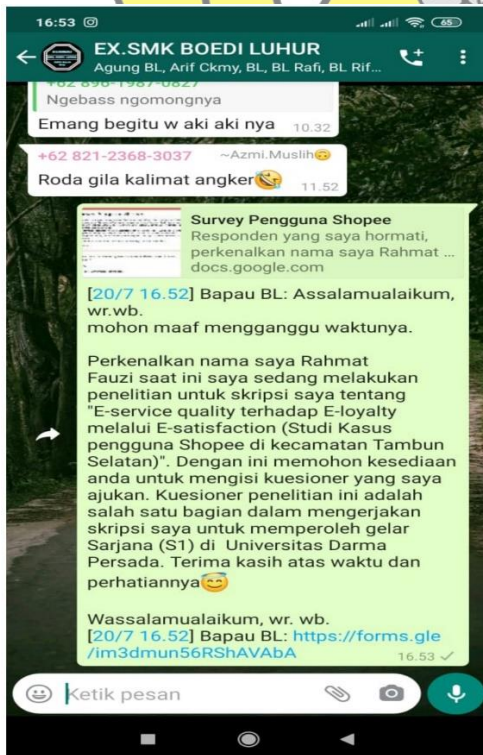 16:53
65
EX.SMK BOEDI LUHUR
Agung BL, Arif Ckmy, BL, BL Rafi, BL Rif...
+62 896-1987-0827
Ngebass ngomongnya
Emang begitu w aki aki nya 10.32
+62 821-2368-3037 ~Azmi.Muslih😊
Roda gila kalimat angker🤣 11.52
Survey Pengguna Shopee
Responden yang saya hormati,
perkenalkan nama saya Rahmat ...
docs.google.com
[20/7 16.52] Bapau BL: Assalamualaikum,
wr.wb.
mohon maaf mengganggu waktunya.
Perkenalkan nama saya Rahmat
Fauzi saat ini saya sedang melakukan
penelitian untuk skripsi saya tentang
"E-service quality terhadap E-loyalty
melalui E-satisfaction (Studi Kasus
pengguna Shopee di kecamatan Tambun
Selatan)". Dengan ini memohon kesediaan
anda untuk mengisi kuesioner yang saya
ajukan. Kuesioner penelitian ini adalah
salah satu bagian dalam mengerjakan
skripsi saya untuk memperoleh gelar
Sarjana (S1) di Universitas Darma
Persada. Terima kasih atas waktu dan
perhatiannya😇
Wassalamualaikum, wr. wb.
[20/7 16.52] Bapau BL: https://forms.gle
/im3dmun56RShAVAbA 16.53
Ketik pesan